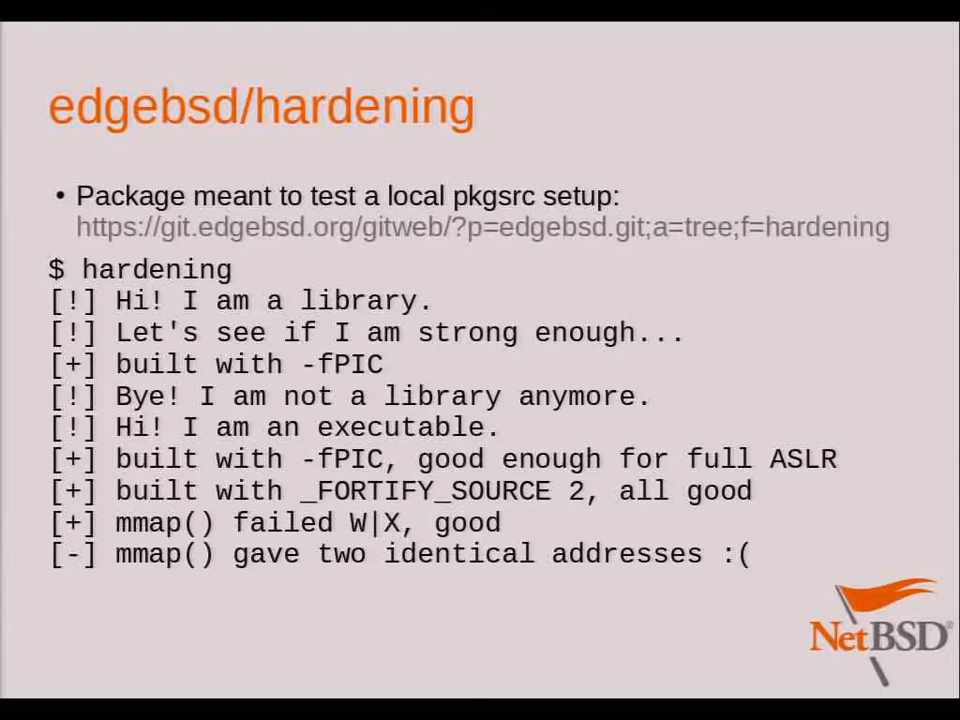 edgebsd/hardening
• Package meant to test a local pkgsrc setup:
https://git.edgebsd.org/gitweb/?p=edgebsd.git;a=tree;f=hardening
$ hardening
[!] Hi! I am a library.
[!] Let's see if I am strong enough...
[+] built with -fPIC
[!] Bye! I am not a library anymore.
[!] Hi! I am an executable.
[+] built with -fPIC, good enough for full ASLR
[+] built with _FORTIFY_SOURCE 2, all good
[+] mmap() failed W|X, good
[-] mmap() gave two identical addresses :(
NetBSD®